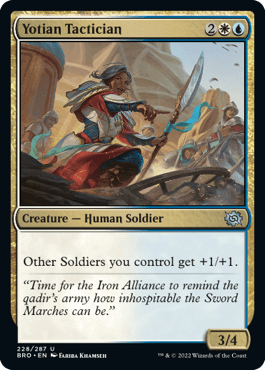 Yotian Tactician 2
Creature — Human Soldier
Other Soldiers you control get +1/+1.
“Time for the Iron Alliance to remind the
qadir’s army how inhospitable the Sword
Marches can be.”
3/4
228/287 U
BRO • EN Fariba Khamseh
™ & © 2022 Wizards of the Coast